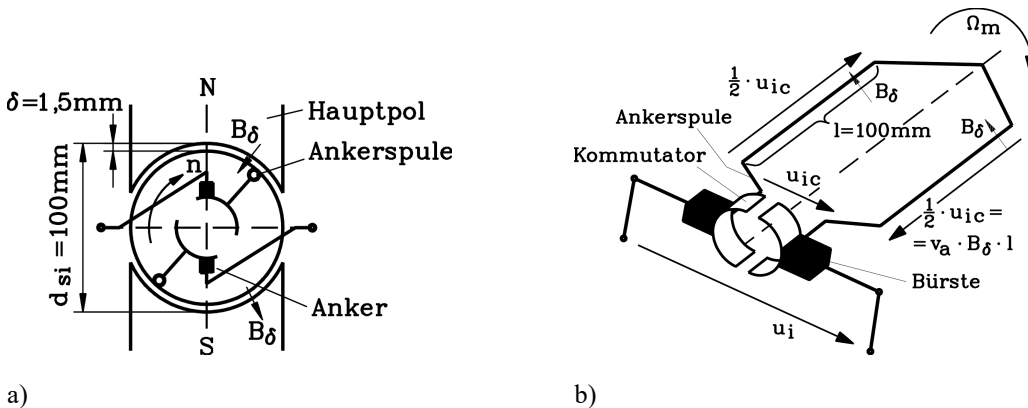 N
δ=1,5mm
Hauptpol
B_δ
Ankerspule
n
d_si =100mm
Anker
B_δ
S
a)
Ω_m
½ · u_ic
B_δ
Ankerspule
l=100mm
B_δ
Kommutator
u_ic
½ · u_ic =
= v_a · B_δ · l
Bürste
u_i
b)